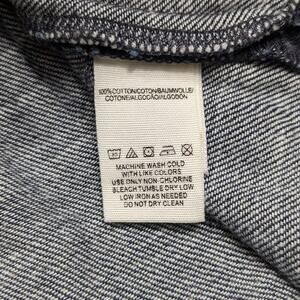 100%COTTON/COTON/BAUMWOLLE/
COTONE/ALGODÃO/ALGODÓN
MACHINE WASH COLD
WITH LIKE COLORS
USE ONLY NON-CHLORINE
BLEACH TUMBLE DRY LOW
LOW IRON AS NEEDED
DO NOT DRY CLEAN